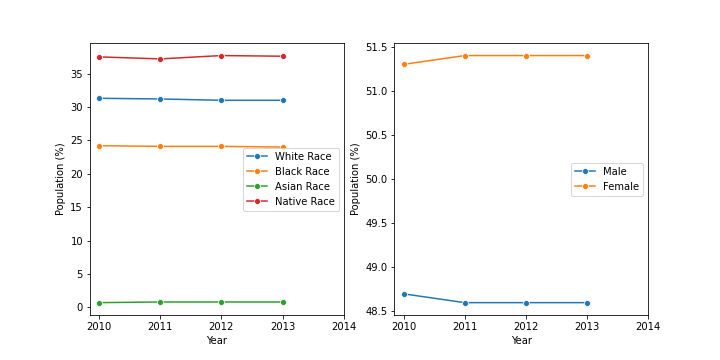 35
30
25
20
15
10
5
0
Population (%)
2010 2011 2012 2013 2014
Year
White Race
Black Race
Asian Race
Native Race
51.5
51.0
50.5
50.0
49.5
49.0
48.5
Population (%)
2010 2011 2012 2013 2014
Year
Male
Female